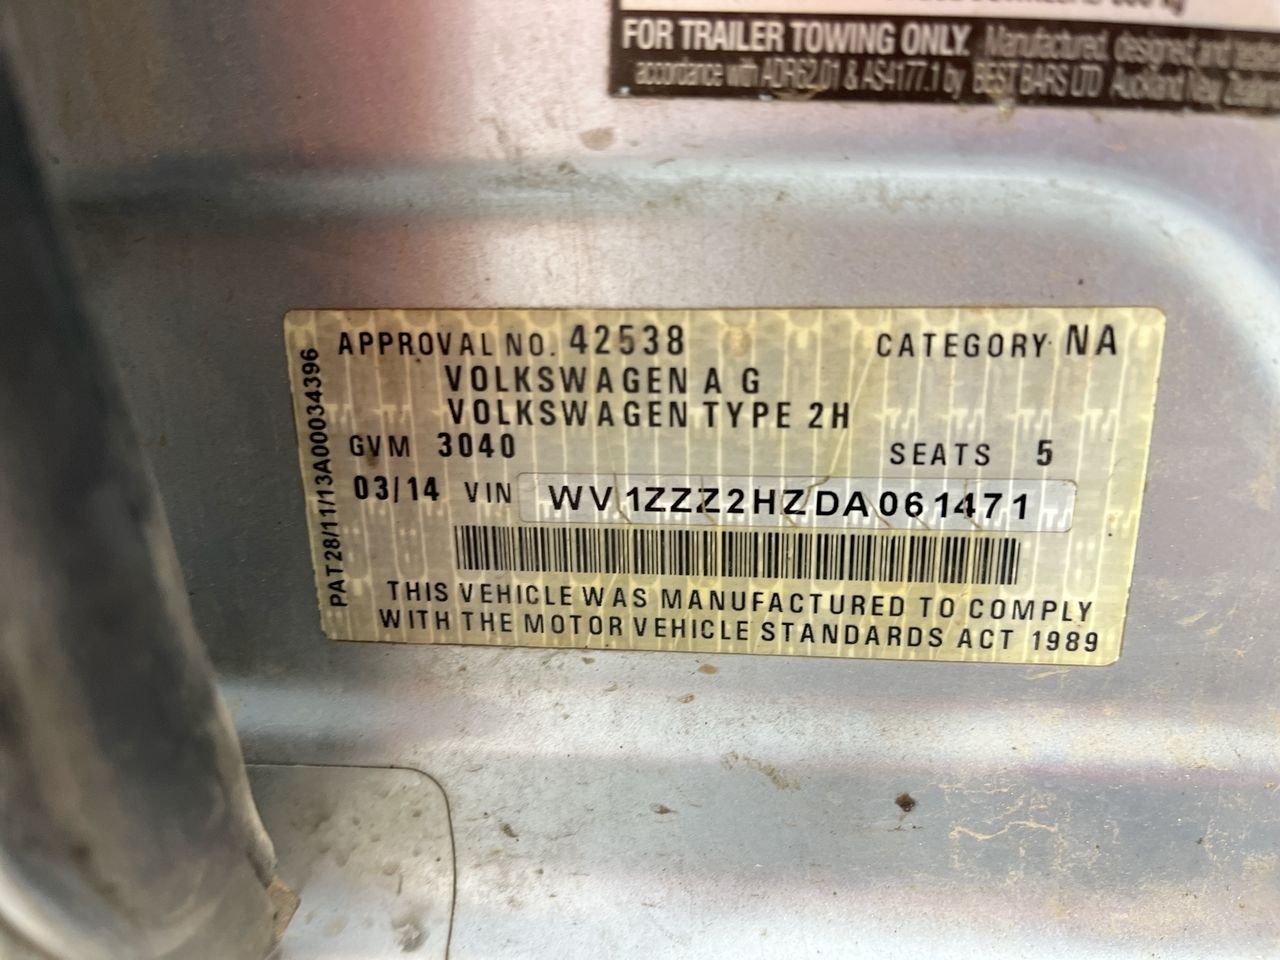 FOR TRAILER TOWING ONLY. Manufactured, designed and tested
accordance with ADR62.01 & AS4177.1 by BEST BARS LTD Auckland New Zealand
APPROVAL NO. 42538 CATEGORY NA
VOLKSWAGEN A G
VOLKSWAGEN TYPE 2H
GVM 3040 SEATS 5
03/14 VIN WV1ZZZ2HZDA061471
THIS VEHICLE WAS MANUFACTURED TO COMPLY
WITH THE MOTOR VEHICLE STANDARDS ACT 1989
PAT28/11/13A00034396